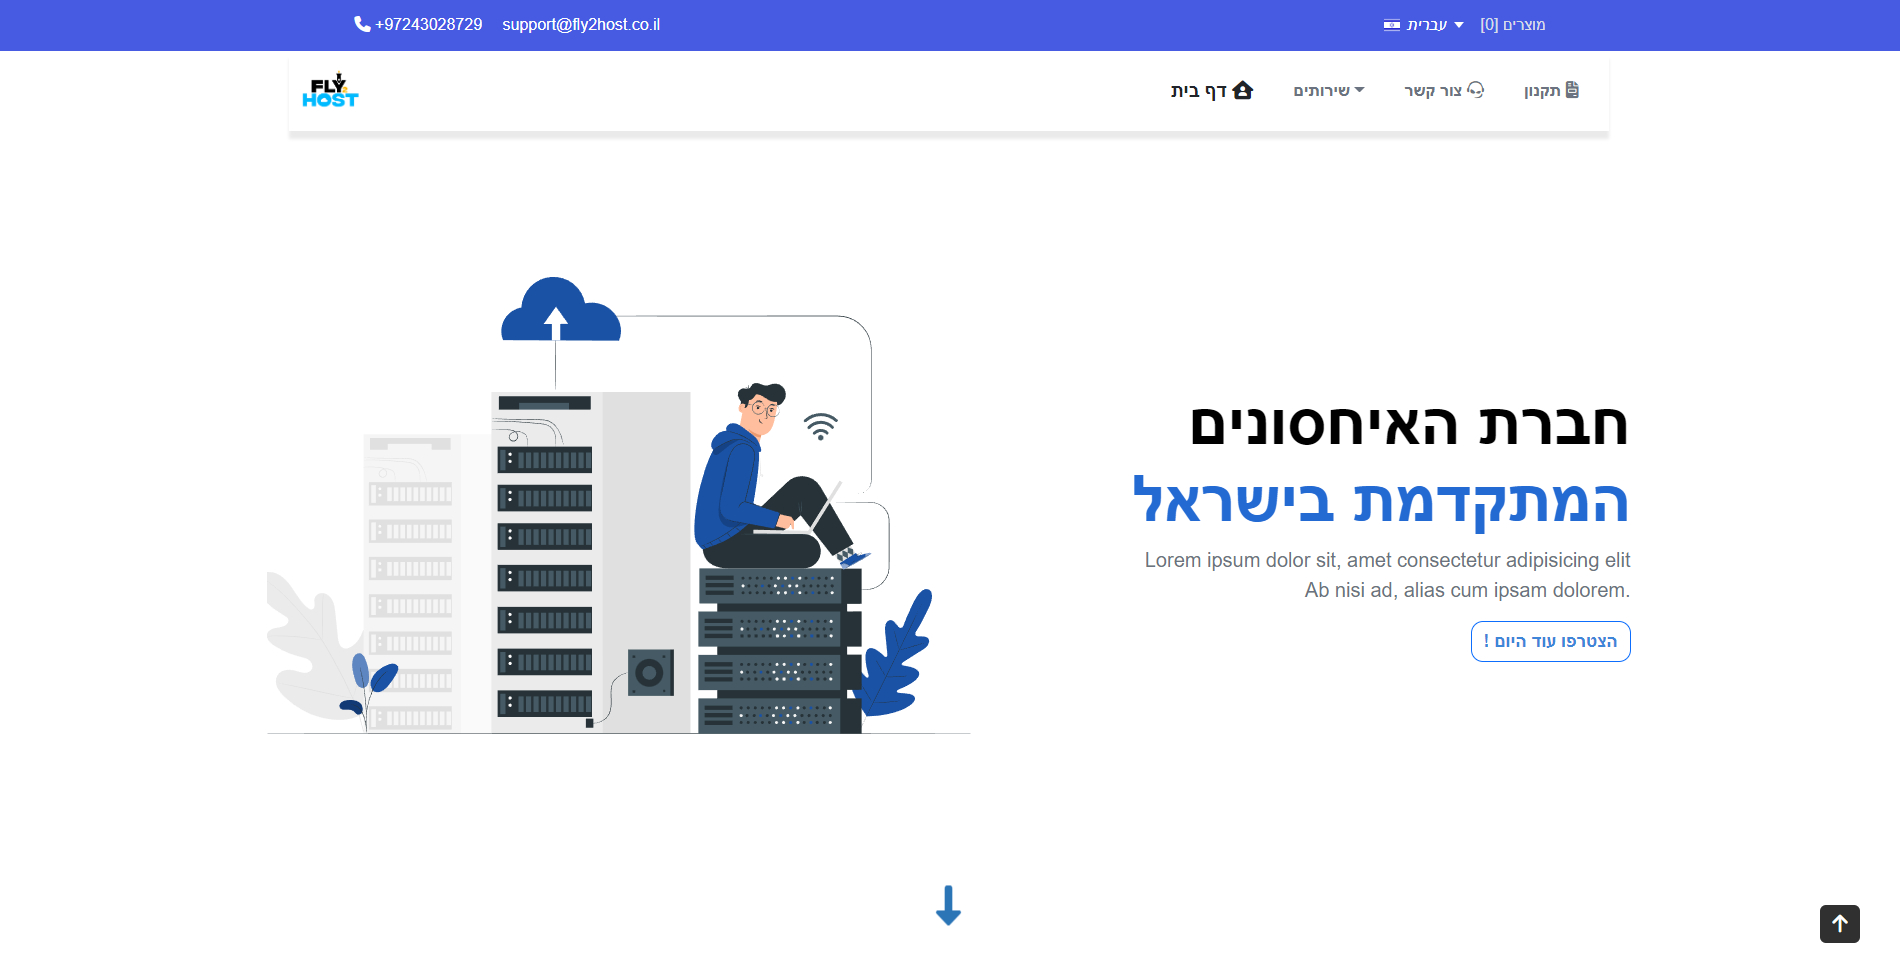 +97243028729
support@fly2host.co.il
עברית
מוצרים [0]
FLY2
HOST
דף בית
שירותים
צור קשר
תקנון
חברת האיחסונים
המתקדמת בישראל
Lorem ipsum dolor sit, amet consectetur adipisicing elit
Ab nisi ad, alias cum ipsam dolorem.
הצטרפו עוד היום !